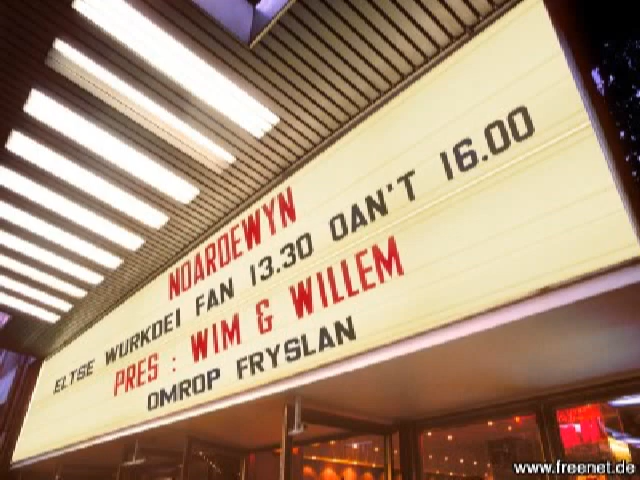 NOARDEWYN
ELTSE WURKDEI FAN 13.30 OAN'T 16.00
PRES : WIM & WILLEM
OMROP FRYSLAN
www.freenet.de